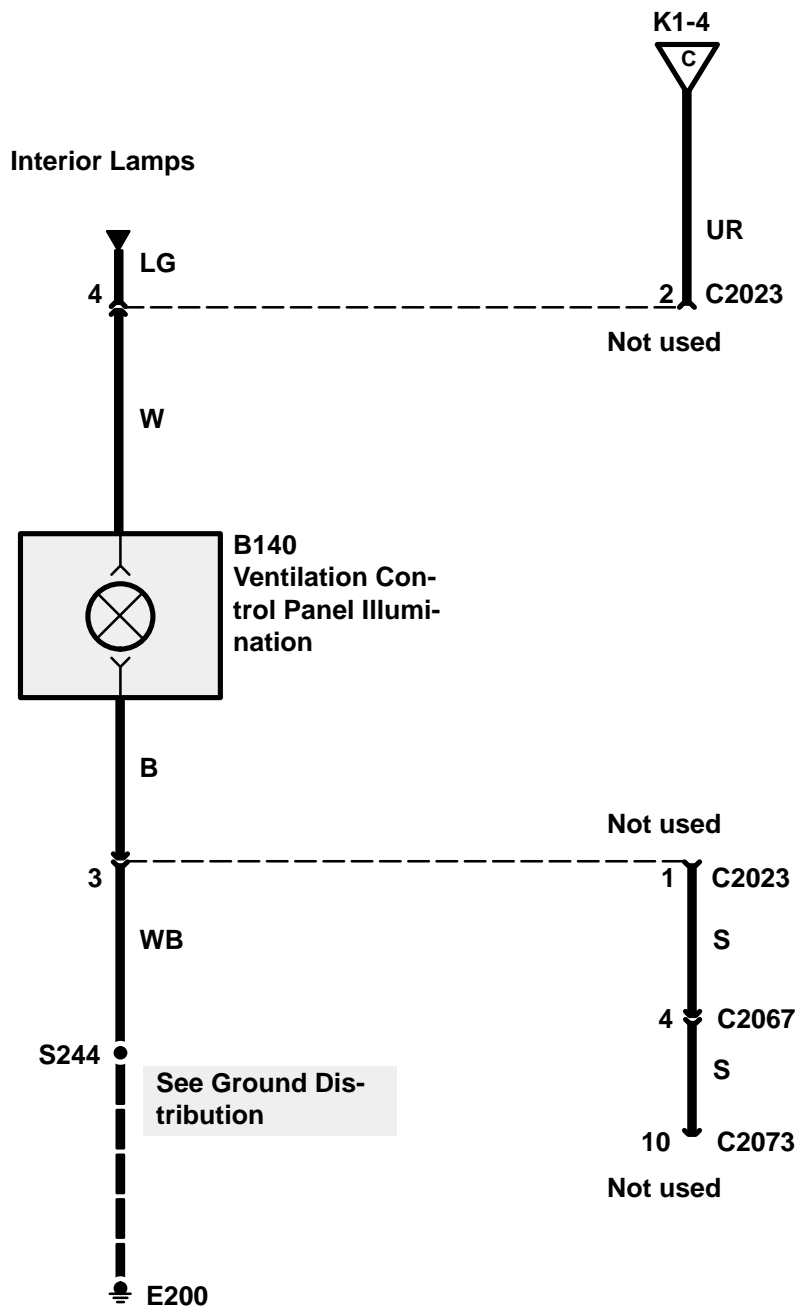 K1-4
C
Interior Lamps
LG
UR
4
2 C2023
Not used
W
B140
Ventilation Con-
trol Panel Illumi-
nation
B
Not used
3
1 C2023
WB
S
4 C2067
S244
S
See Ground Dis-
tribution
10 C2073
Not used
E200